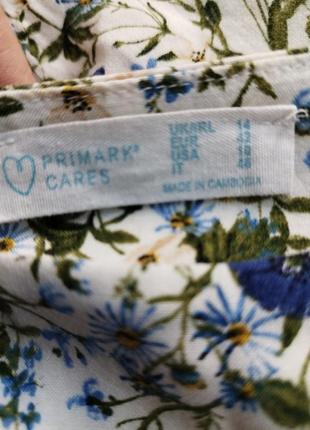 PRIMARK®
CARES
UK/IRL 14
EUR 42
USA 10
IT 46
MADE IN CAMBODIA